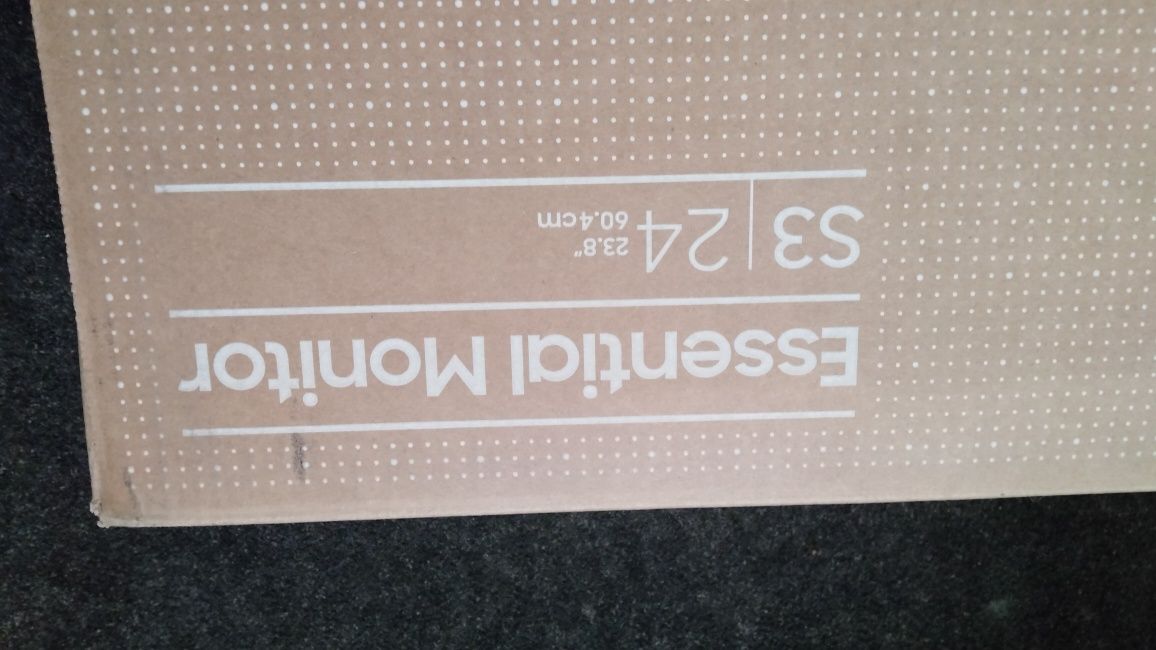 Essential Monitor
S3 | 24 23.8"
60.4cm